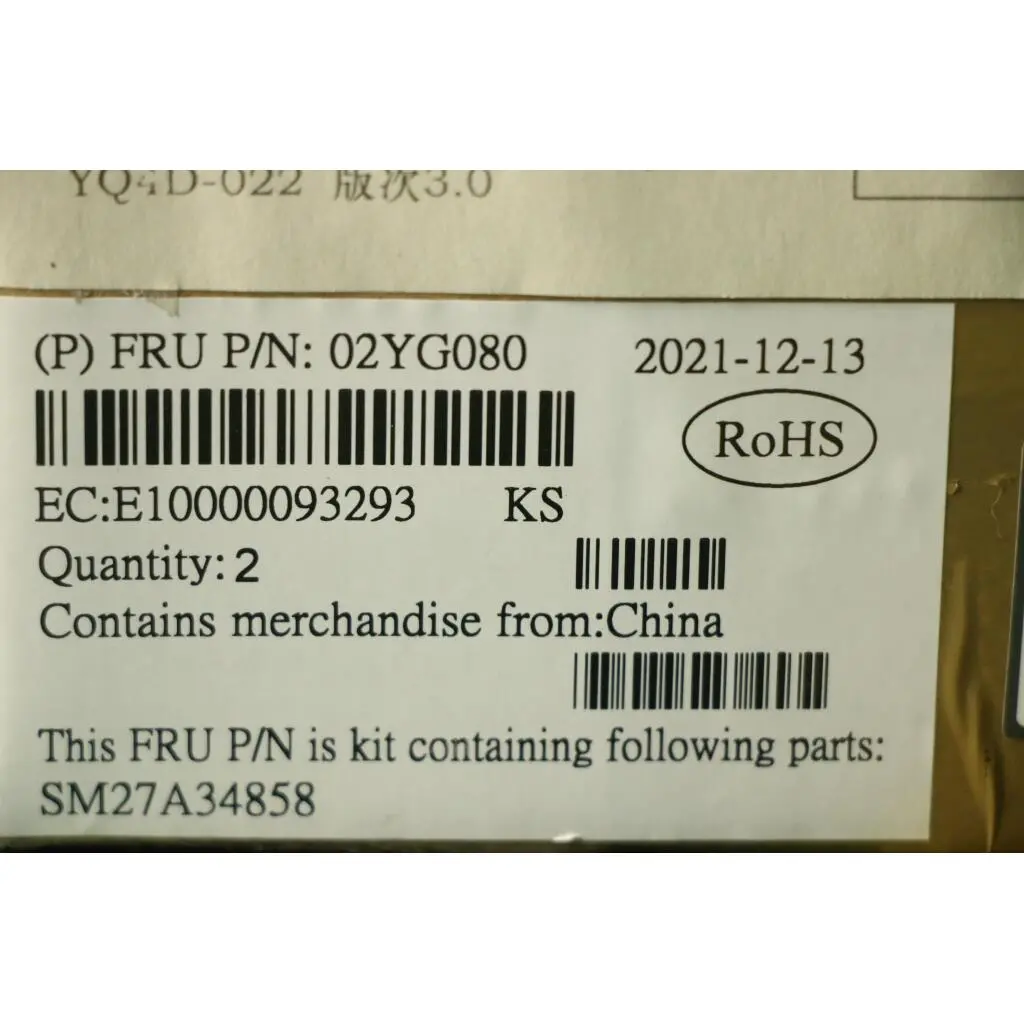 YQ4D-022 版次3.0
(P) FRU P/N: 02YG080 2021-12-13
RoHS
EC:E10000093293 KS
Quantity: 2
Contains merchandise from:China
This FRU P/N is kit containing following parts:
SM27A34858